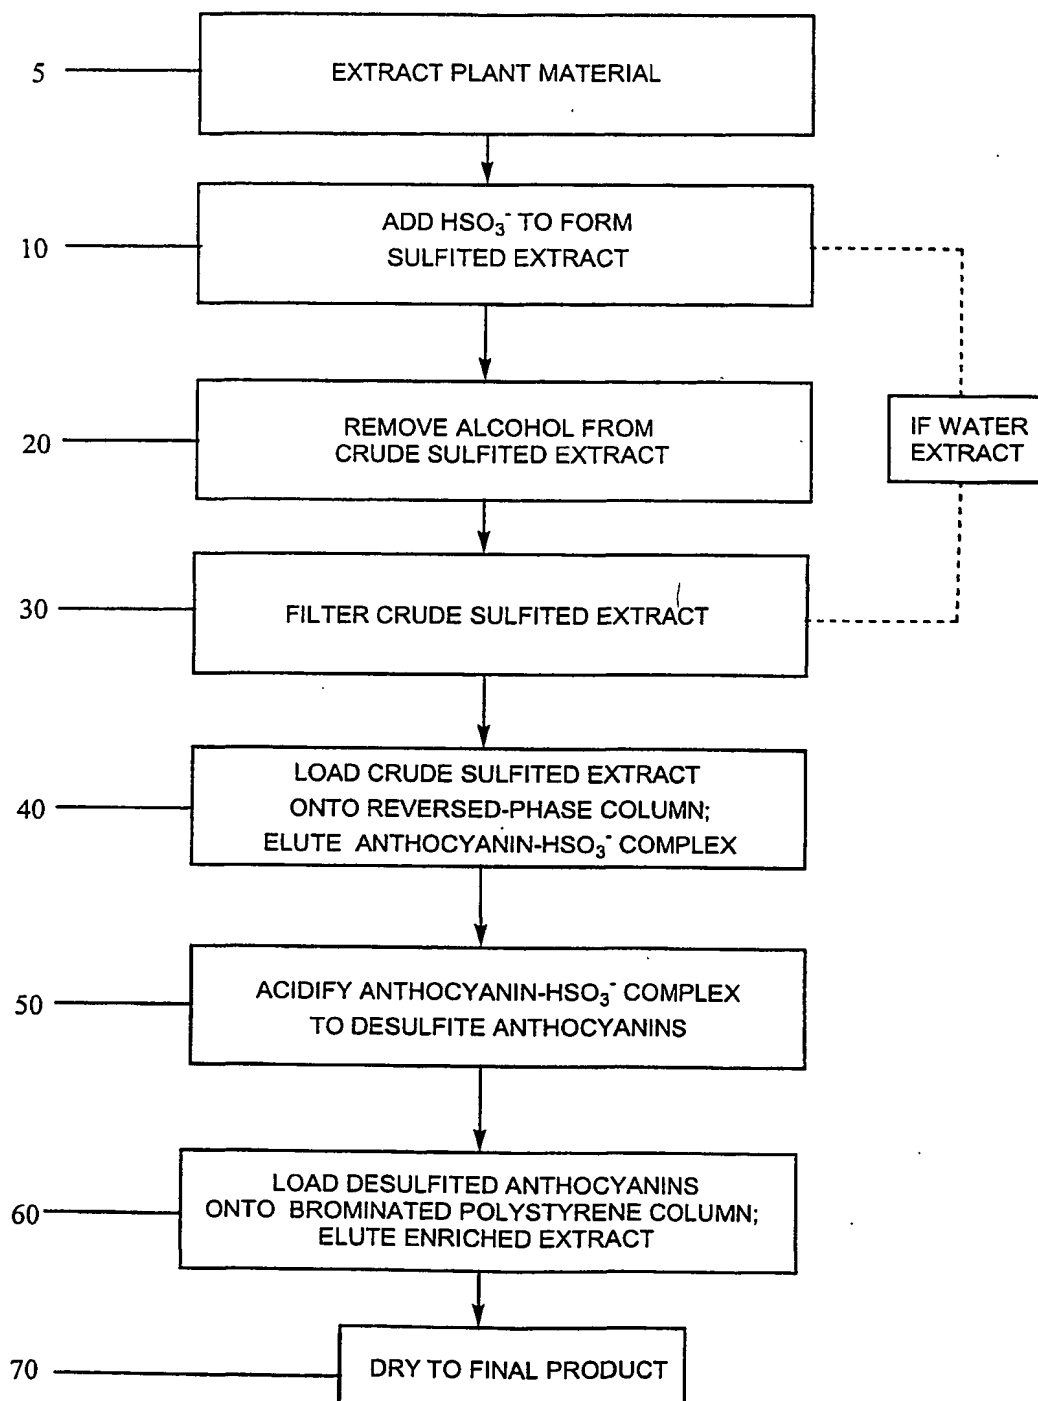 5
EXTRACT PLANT MATERIAL
10
ADD HSO₃⁻ TO FORM
SULFITED EXTRACT
20
REMOVE ALCOHOL FROM
CRUDE SULFITED EXTRACT
IF WATER
EXTRACT
30
FILTER CRUDE SULFITED EXTRACT
40
LOAD CRUDE SULFITED EXTRACT
ONTO REVERSED-PHASE COLUMN;
ELUTE ANTHOCYANIN-HSO₃⁻ COMPLEX
50
ACIDIFY ANTHOCYANIN-HSO₃⁻ COMPLEX
TO DESULFITE ANTHOCYANINS
60
LOAD DESULFITED ANTHOCYANINS
ONTO BROMINATED POLYSTYRENE COLUMN;
ELUTE ENRICHED EXTRACT
70
DRY TO FINAL PRODUCT